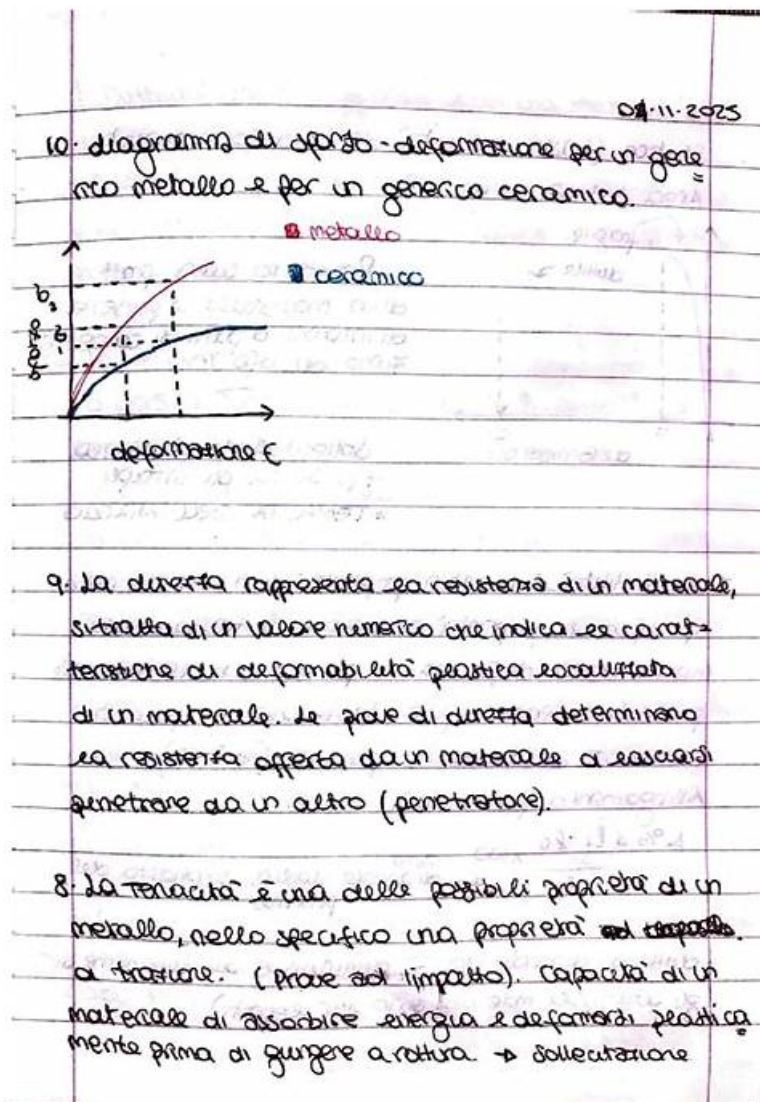 04.11.2025
10. diagramma di sforzo-deformazione per un gene=
rico metallo e per un generico ceramico.
metallo
ceramico
sforzo
deformazione ε
9. La durezza rappresenta la resistenza di un materiale,
si tratta di un valore numerico che indica le carat=
teristiche di deformabilità plastica localizzata
di un materiale. Le prove di durezza determinano
la resistenza offerta da un materiale a lasciarsi
penetrare da un altro (penetratore).
8. La tenacità è una delle possibili proprietà di un
metallo, nello specifico una proprietà
di trazione. (Prove ad l'impatto). Capacità di un
materiale di assorbire energia e deformarsi plastica=
mente prima di giungere a rottura. → sollecitazione